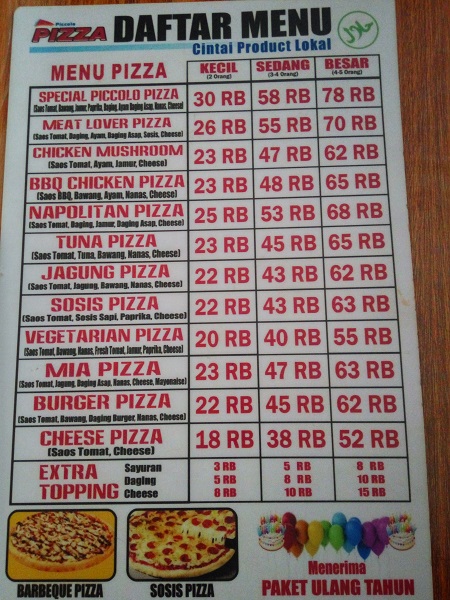 Piccolo
PIZZA DAFTAR MENU حلال
Cintai Product Lokal
MENU PIZZA KECIL SEDANG BESAR
(2 Orang) (3-4 Orang) (4-5 Orang)
SPECIAL PICCOLO PIZZA 30 RB 58 RB 78 RB
(Saos Tomat, Bawang, Jamur, Paprika, Daging, Ayam Daging Asap, Nanas, Cheese)
MEAT LOVER PIZZA 26 RB 55 RB 70 RB
(Saos Tomat, Daging, Ayam, Daging Asap, Sosis, Cheese)
CHICKEN MUSHROOM 23 RB 47 RB 62 RB
(Saos Tomat, Ayam, Jamur, Cheese)
BBQ CHICKEN PIZZA 23 RB 48 RB 65 RB
(Saos BBQ, Bawang, Ayam, Nanas, Cheese)
NAPOLITAN PIZZA 25 RB 53 RB 68 RB
(Saos Tomat, Daging, Jamur, Daging Asap, Cheese)
TUNA PIZZA 23 RB 45 RB 65 RB
(Saos Tomat, Tuna, Bawang, Nanas, Cheese)
JAGUNG PIZZA 22 RB 43 RB 62 RB
(Saos Tomat, Jagung, Bawang, Nanas, Cheese)
SOSIS PIZZA 22 RB 43 RB 63 RB
(Saos Tomat, Sosis Sapi, Paprika, Cheese)
VEGETARIAN PIZZA 20 RB 40 RB 55 RB
(Saos Tomat, Bawang, Nanas, Fresh Tomat, Jamur, Paprika, Cheese)
MIA PIZZA 23 RB 47 RB 63 RB
(Saos Tomat, Jagung, Daging Asap, Nanas, Cheese, Mayonaise)
BURGER PIZZA 22 RB 45 RB 62 RB
(Saos Tomat, Bawang, Daging Burger, Nanas, Cheese)
CHEESE PIZZA 18 RB 38 RB 52 RB
(Saos Tomat, Cheese)
EXTRA TOPPING
Sayuran 3 RB 5 RB 8 RB
Daging 5 RB 8 RB 10 RB
Cheese 8 RB 10 RB 15 RB
BARBEQUE PIZZA
SOSIS PIZZA
Menerima
PAKET ULANG TAHUN